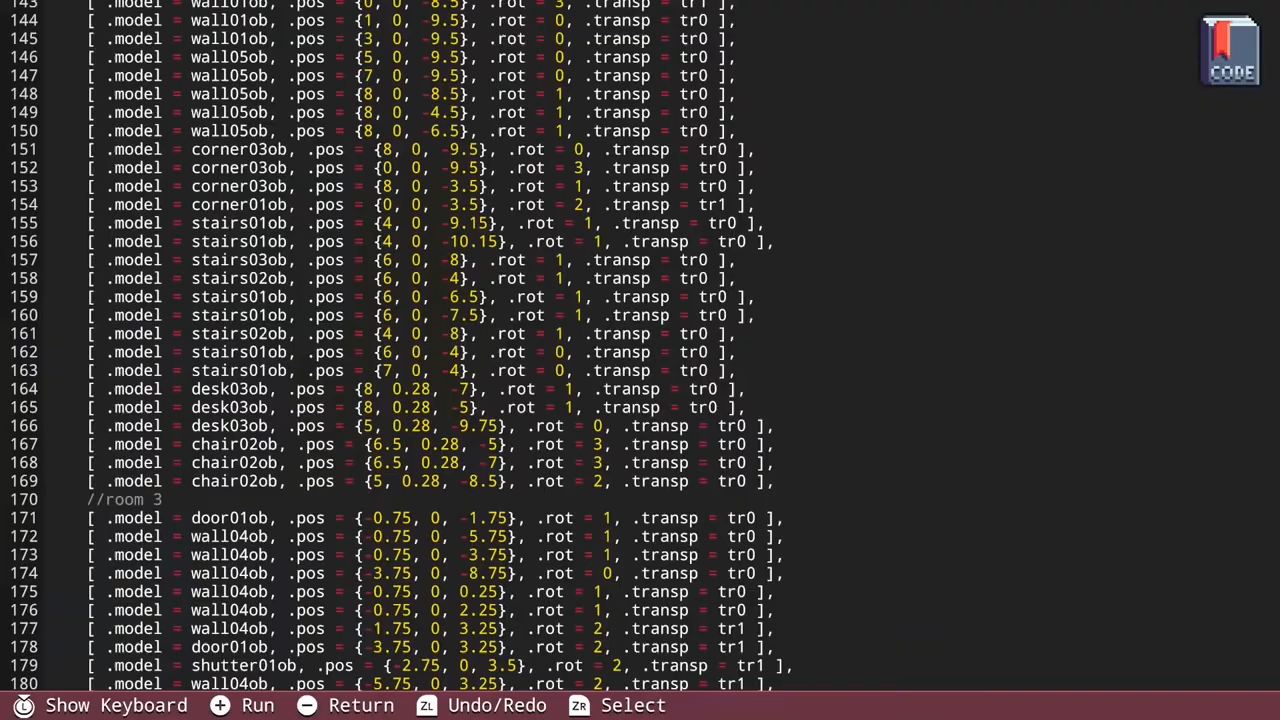 143 [ .model = wall01ob, .pos = {0, 0, -8.5}, .rot = 3, .transp = tr1 ],
144 [ .model = wall01ob, .pos = {1, 0, -9.5}, .rot = 0, .transp = tr0 ],
145 [ .model = wall01ob, .pos = {3, 0, -9.5}, .rot = 0, .transp = tr0 ],
146 [ .model = wall05ob, .pos = {5, 0, -9.5}, .rot = 0, .transp = tr0 ],
147 [ .model = wall05ob, .pos = {7, 0, -9.5}, .rot = 0, .transp = tr0 ],
148 [ .model = wall05ob, .pos = {8, 0, -8.5}, .rot = 1, .transp = tr0 ],
149 [ .model = wall05ob, .pos = {8, 0, -4.5}, .rot = 1, .transp = tr0 ],
150 [ .model = wall05ob, .pos = {8, 0, -6.5}, .rot = 1, .transp = tr0 ],
151 [ .model = corner03ob, .pos = {8, 0, -9.5}, .rot = 0, .transp = tr0 ],
152 [ .model = corner03ob, .pos = {0, 0, -9.5}, .rot = 3, .transp = tr0 ],
153 [ .model = corner03ob, .pos = {8, 0, -3.5}, .rot = 1, .transp = tr0 ],
154 [ .model = corner01ob, .pos = {0, 0, -3.5}, .rot = 2, .transp = tr1 ],
155 [ .model = stairs01ob, .pos = {4, 0, -9.15}, .rot = 1, .transp = tr0 ],
156 [ .model = stairs01ob, .pos = {4, 0, -10.15}, .rot = 1, .transp = tr0 ],
157 [ .model = stairs03ob, .pos = {6, 0, -8}, .rot = 1, .transp = tr0 ],
158 [ .model = stairs02ob, .pos = {6, 0, -4}, .rot = 1, .transp = tr0 ],
159 [ .model = stairs01ob, .pos = {6, 0, -6.5}, .rot = 1, .transp = tr0 ],
160 [ .model = stairs01ob, .pos = {6, 0, -7.5}, .rot = 1, .transp = tr0 ],
161 [ .model = stairs02ob, .pos = {4, 0, -8}, .rot = 1, .transp = tr0 ],
162 [ .model = stairs01ob, .pos = {6, 0, -4}, .rot = 0, .transp = tr0 ],
163 [ .model = stairs01ob, .pos = {7, 0, -4}, .rot = 0, .transp = tr0 ],
164 [ .model = desk03ob, .pos = {8, 0.28, -7}, .rot = 1, .transp = tr0 ],
165 [ .model = desk03ob, .pos = {8, 0.28, -5}, .rot = 1, .transp = tr0 ],
166 [ .model = desk03ob, .pos = {5, 0.28, -9.75}, .rot = 0, .transp = tr0 ],
167 [ .model = chair02ob, .pos = {6.5, 0.28, -5}, .rot = 3, .transp = tr0 ],
168 [ .model = chair02ob, .pos = {6.5, 0.28, -7}, .rot = 3, .transp = tr0 ],
169 [ .model = chair02ob, .pos = {5, 0.28, -8.5}, .rot = 2, .transp = tr0 ],
170 //room 3
171 [ .model = door01ob, .pos = {-0.75, 0, -1.75}, .rot = 1, .transp = tr0 ],
172 [ .model = wall04ob, .pos = {-0.75, 0, -5.75}, .rot = 1, .transp = tr0 ],
173 [ .model = wall04ob, .pos = {-0.75, 0, -3.75}, .rot = 1, .transp = tr0 ],
174 [ .model = wall04ob, .pos = {-3.75, 0, -8.75}, .rot = 0, .transp = tr0 ],
175 [ .model = wall04ob, .pos = {-0.75, 0, 0.25}, .rot = 1, .transp = tr0 ],
176 [ .model = wall04ob, .pos = {-0.75, 0, 2.25}, .rot = 1, .transp = tr0 ],
177 [ .model = wall04ob, .pos = {-1.75, 0, 3.25}, .rot = 2, .transp = tr1 ],
178 [ .model = door01ob, .pos = {-3.75, 0, 3.25}, .rot = 2, .transp = tr1 ],
179 [ .model = shutter01ob, .pos = {-2.75, 0, 3.5}, .rot = 2, .transp = tr1 ],
180 [ .model = wall04ob, .pos = {-5.75, 0, 3.25}, .rot = 2, .transp = tr1 ],
CODE
Show Keyboard + Run - Return ZL Undo/Redo ZR Select